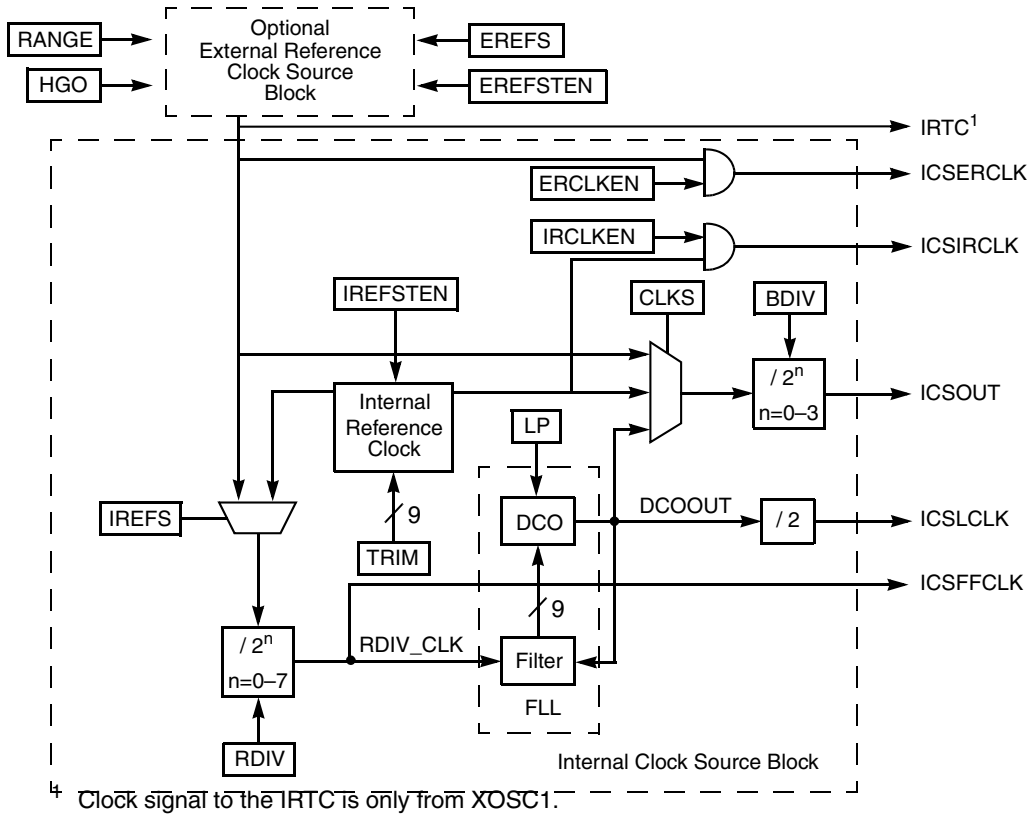 Optional
External Reference
Clock Source
Block
RANGE
HGO
EREFS
EREFSTEN
IRTC1
ERCLKEN
ICSERCLK
IRCLKEN
ICSIRCLK
IREFSTEN
CLKS
BDIV
Internal
Reference
Clock
/ 2n
n=0–3
ICSOUT
LP
IREFS
9
TRIM
DCO
DCOOUT
/ 2
ICSLCLK
ICSFFCLK
9
/ 2n
n=0–7
RDIV_CLK
Filter
FLL
RDIV
Internal Clock Source Block
1 Clock signal to the IRTC is only from XOSC1.